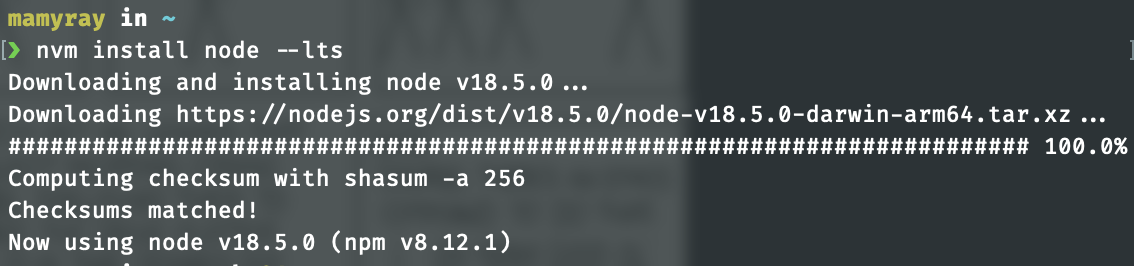 mamyray in ~
[❯ nvm install node --lts ]
Downloading and installing node v18.5.0...
Downloading https://nodejs.org/dist/v18.5.0/node-v18.5.0-darwin-arm64.tar.xz...
######################################################################### 100.0%
Computing checksum with shasum -a 256
Checksums matched!
Now using node v18.5.0 (npm v8.12.1)